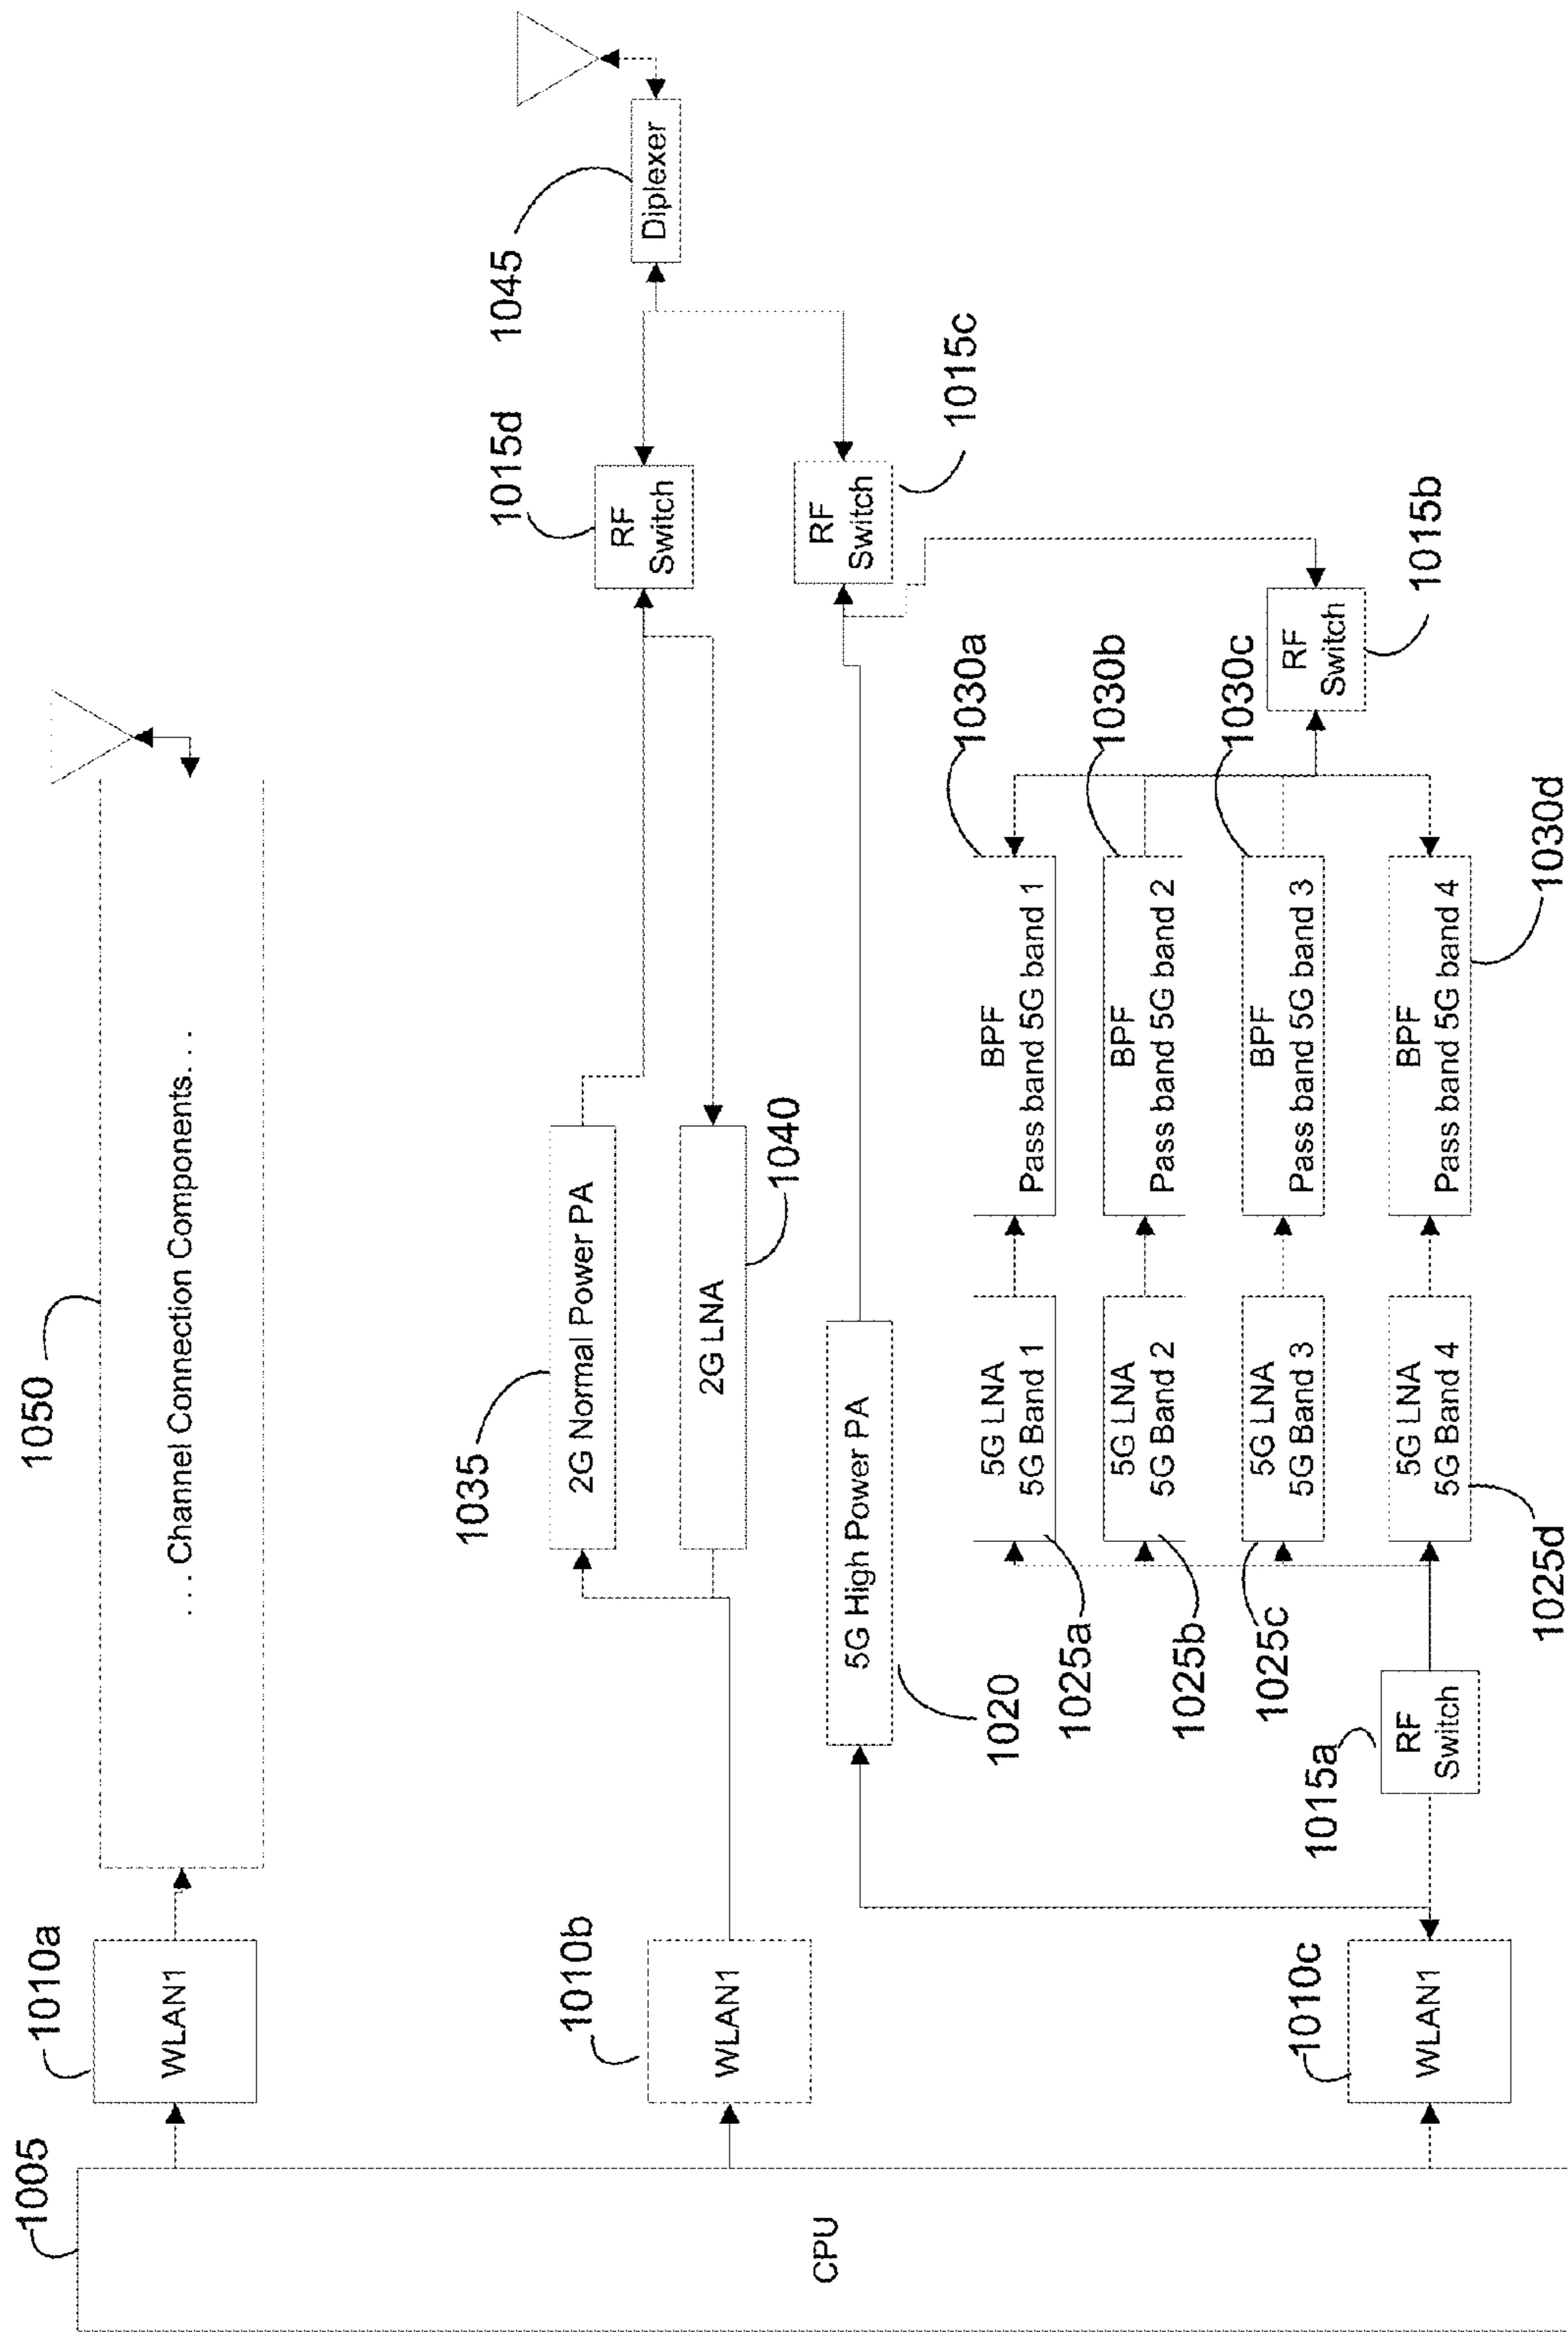 1050
1010a
1005
WLAN1
. . . Channel Connection Components. . .
1045
Diplexer
1015d
RF
Switch
1035
2G Normal Power PA
1010b
WLAN1
2G LNA
1040
CPU
5G High Power PA
1020
RF
Switch
1015c
1030a
5G LNA
5G Band 1
BPF
Pass band 5G band 1
1025a
1030b
5G LNA
5G Band 2
BPF
Pass band 5G band 2
1025b
1030c
5G LNA
5G Band 3
BPF
Pass band 5G band 3
1025c
RF
Switch
1015b
1015a
1010c
WLAN1
RF
Switch
5G LNA
5G Band 4
BPF
Pass band 5G band 4
1025d
1030d